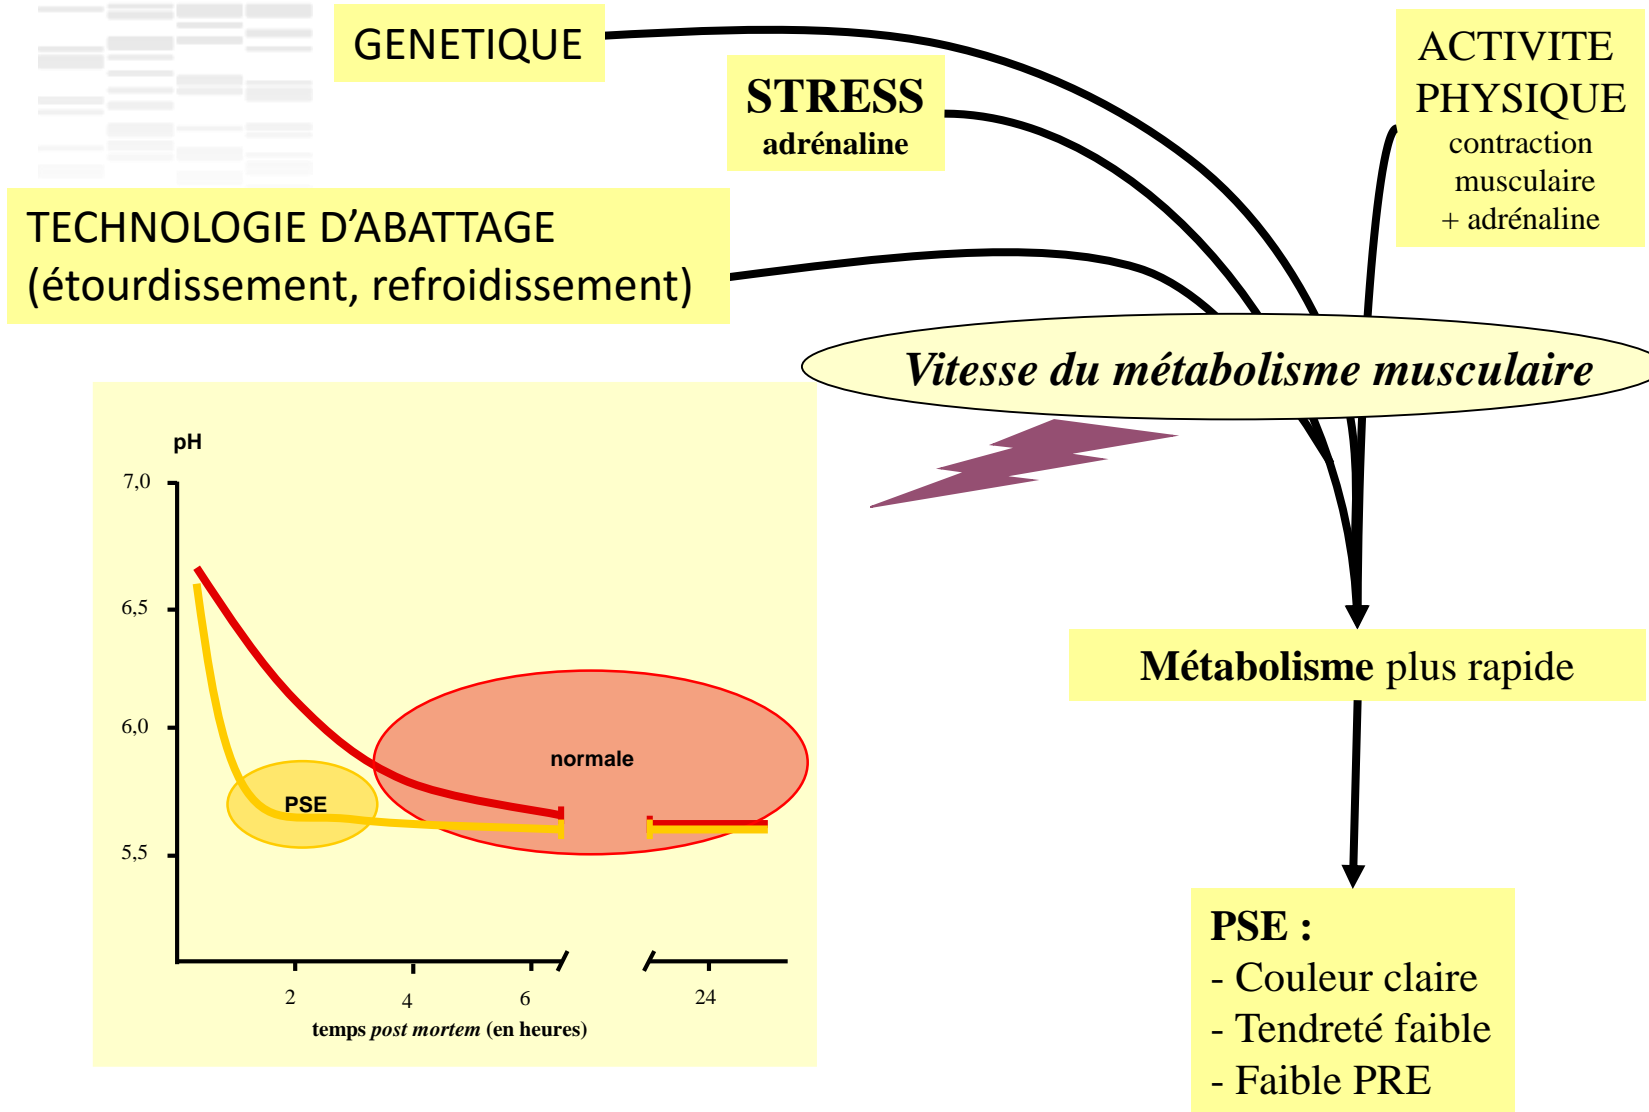 GENETIQUE
STRESS
adrénaline
ACTIVITE
PHYSIQUE
contraction
musculaire
+ adrénaline
TECHNOLOGIE D’ABATTAGE
(étourdissement, refroidissement)
Vitesse du métabolisme musculaire
pH
7,0
6,5
6,0
5,5
normale
PSE
2
4
6
24
temps post mortem (en heures)
Métabolisme plus rapide
PSE :
- Couleur claire
- Tendreté faible
- Faible PRE